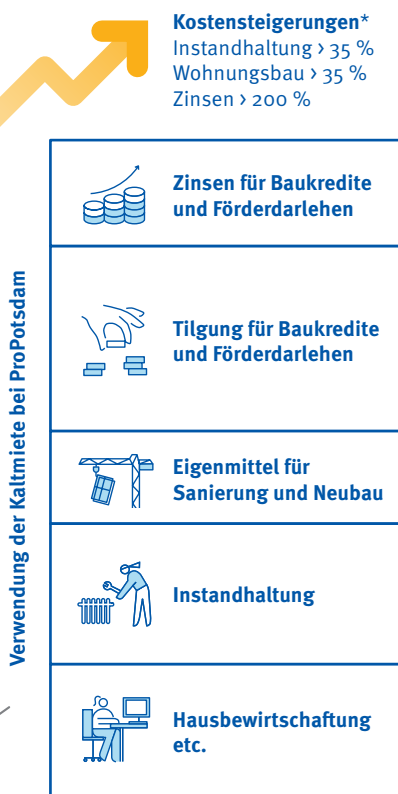 Kostensteigerungen*
Instandhaltung > 35 %
Wohnungsbau > 35 %
Zinsen > 200 %
Verwendung der Kaltmiete bei ProPotsdam
Zinsen für Baukredite
und Förderdarlehen
Tilgung für Baukredite
und Förderdarlehen
Eigenmittel für
Sanierung und Neubau
Instandhaltung
Hausbewirtschaftung
etc.